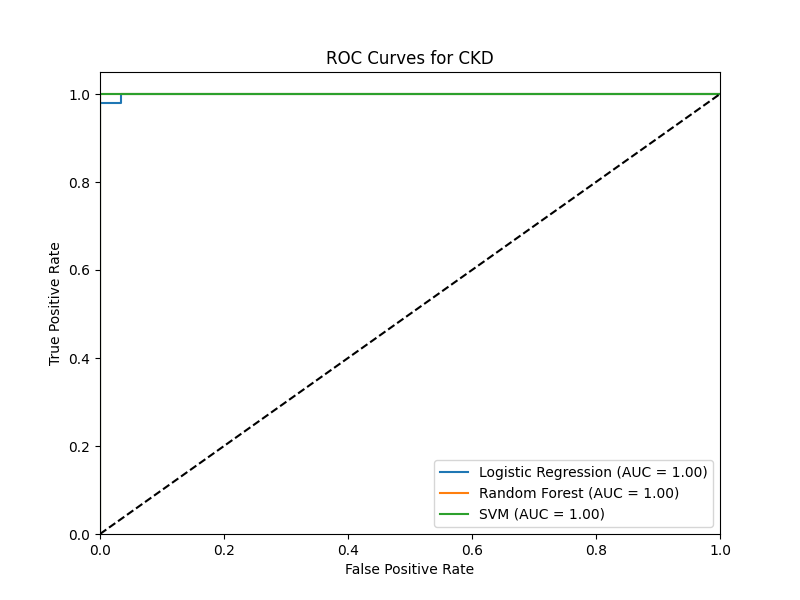 ROC Curves for CKD
True Positive Rate
1.0
0.8
0.6
0.4
0.2
0.0
Logistic Regression (AUC = 1.00)
Random Forest (AUC = 1.00)
SVM (AUC = 1.00)
0.0 0.2 0.4 0.6 0.8 1.0
False Positive Rate